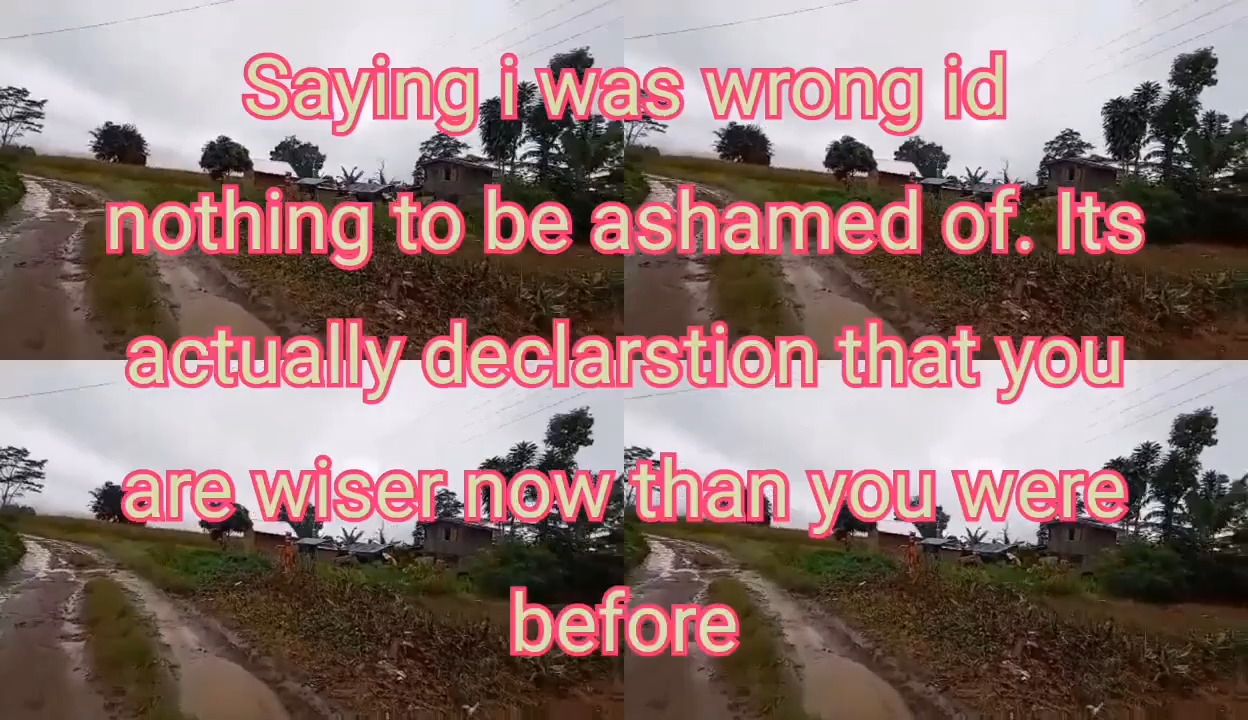 Saying i was wrong id
nothing to be ashamed of. Its
actually declarstion that you
are wiser now than you were
before